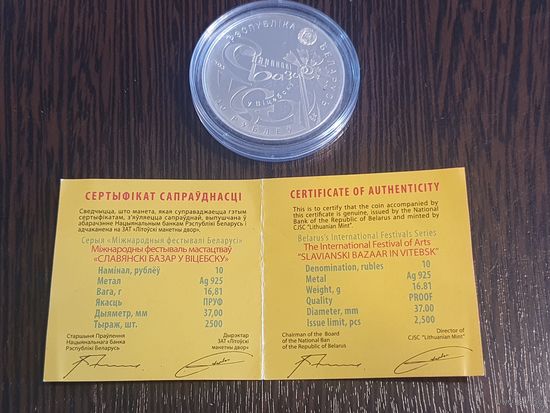 РЭСПУБЛІКА БЕЛАРУСЬ
Славянскі
базар
у Віцебску
10 РУБЛЁЎ
СЕРТЫФІКАТ САПРАЎДНАСЦІ
Сведчыцца, што манета, якая суправаджаецца гэтым
сертыфікатам, з'яўляецца сапраўднай, выпушчана ў
абарачэнне Нацыянальным банкам Рэспублікі Беларусь і
адчаканена на ЗАТ «Літоўскі манетны двор».
Серыя «Міжнародныя фестывалі Беларусі»
Міжнародны фестываль мастацтваў
«СЛАВЯНСКІ БАЗАР У ВІЦЕБСКУ»
Намінал, рублёў 10
Метал Ag 925
Вага, г 16,81
Якасць ПРУФ
Дыяметр, мм 37,00
Тыраж, шт. 2500
Старшыня Праўлення
Нацыянальнага банка
Рэспублікі Беларусь
Дырэктар
ЗАТ «Літоўскі
манетны двор»
CERTIFICATE OF AUTHENTICITY
This is to certify that the coin accompanied by
this certificate is genuine, issued by the National
Bank of the Republic of Belarus and minted by
CJSC "Lithuanian Mint".
Belarus's International Festivals Series
The International Festival of Arts
"SLAVIANSKI BAZAAR IN VITEBSK"
Denomination, rubles 10
Metal Ag 925
Weight, g 16.81
Quality PROOF
Diameter, mm 37.00
Issue limit, pcs 2,500
Chairman of the Board
of the National Ban
of the Republic of Belarus
Director of
CJSC "Lithuanian Mint"